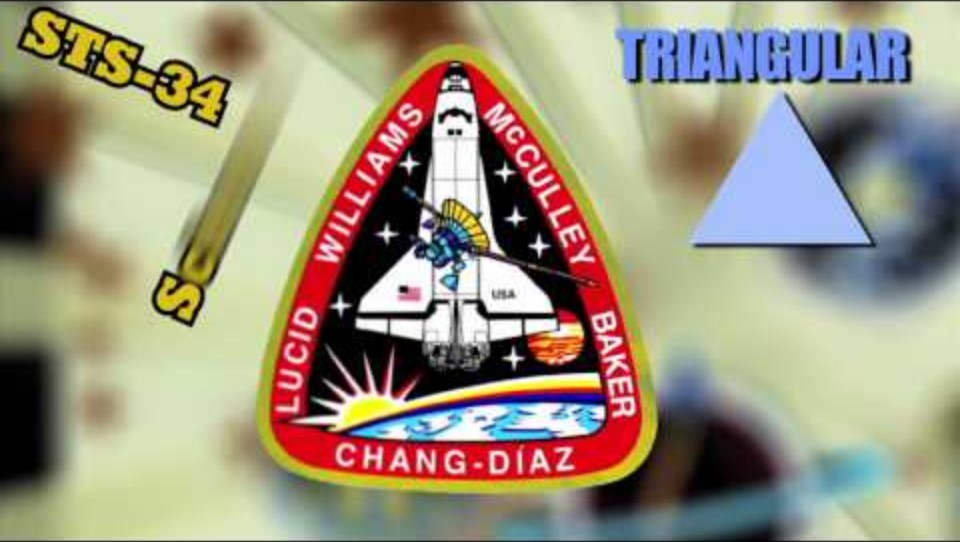 STS-34
TRIANGULAR
WILLIAMS
McCULLEY
LUCID
USA
BAKER
CHANG-DÍAZ